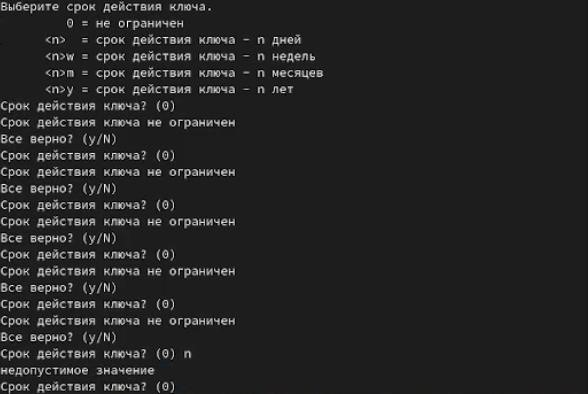 Выберите срок действия ключа.
0 = не ограничен
<n> = срок действия ключа - n дней
<n>w = срок действия ключа - n недель
<n>m = срок действия ключа - n месяцев
<n>y = срок действия ключа - n лет
Срок действия ключа? (0)
Срок действия ключа не ограничен
Все верно? (y/N)
Срок действия ключа? (0)
Срок действия ключа не ограничен
Все верно? (y/N)
Срок действия ключа? (0)
Срок действия ключа не ограничен
Все верно? (y/N)
Срок действия ключа? (0)
Срок действия ключа не ограничен
Все верно? (y/N)
Срок действия ключа? (0)
Срок действия ключа не ограничен
Все верно? (y/N)
Срок действия ключа? (0) n
недопустимое значение
Срок действия ключа? (0)